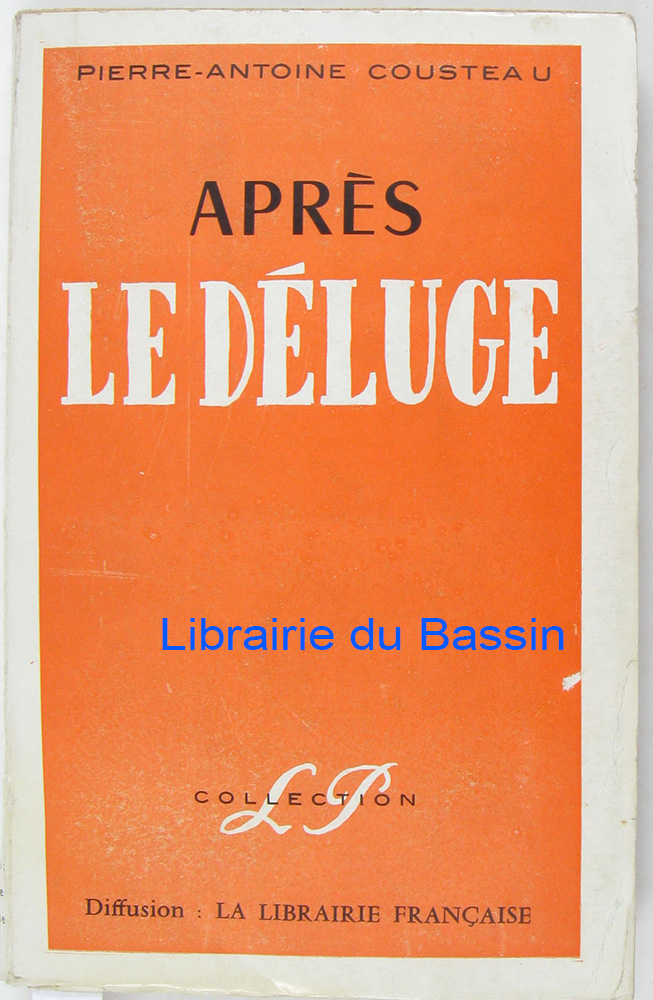 PIERRE-ANTOINE COUSTEAU
APRÈS
LE DÉLUGE
Librairie du Bassin
COLLECTION
LP
Diffusion : LA LIBRAIRIE FRANÇAISE